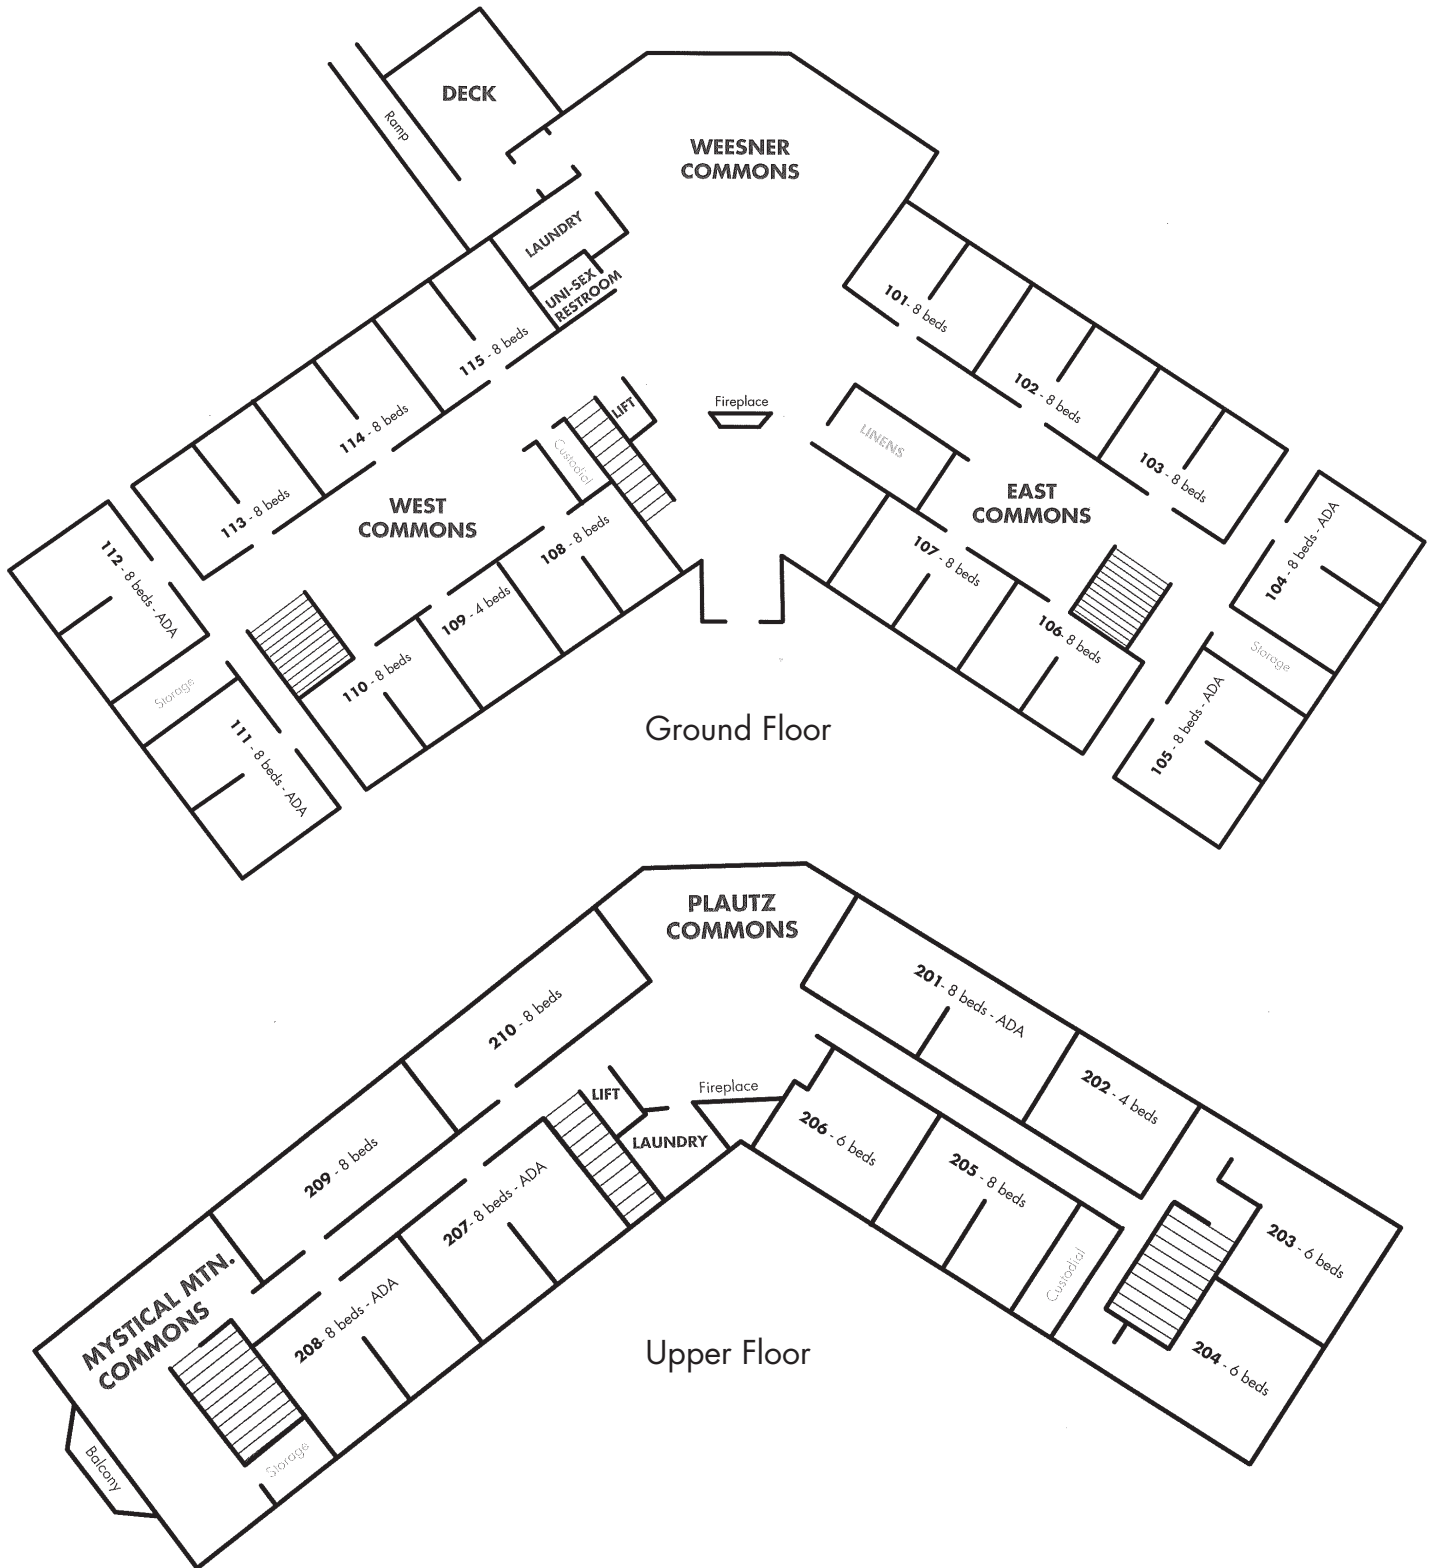 DECK
Ramp
WEESNER
COMMONS
LAUNDRY
UNI-SEX
RESTROOM
101 - 8 beds
115 - 8 beds
102 - 8 beds
114 - 8 beds
LIFT
Fireplace
LINENS
103 - 8 beds
113 - 8 beds
WEST
COMMONS
Custodial
EAST
COMMONS
108 - 8 beds
107 - 8 beds
104 - 8 beds - ADA
112 - 8 beds - ADA
109 - 4 beds
106 - 8 beds
110 - 8 beds
Storage
Storage
111 - 8 beds - ADA
105 - 8 beds - ADA
Ground Floor
PLAUTZ
COMMONS
201 - 8 beds - ADA
210 - 8 beds
202 - 4 beds
LIFT
Fireplace
LAUNDRY
206 - 6 beds
209 - 8 beds
205 - 8 beds
207 - 8 beds - ADA
203 - 6 beds
MYSTICAL MTN.
COMMONS
Custodial
208 - 8 beds - ADA
204 - 6 beds
Upper Floor
Storage
Balcony